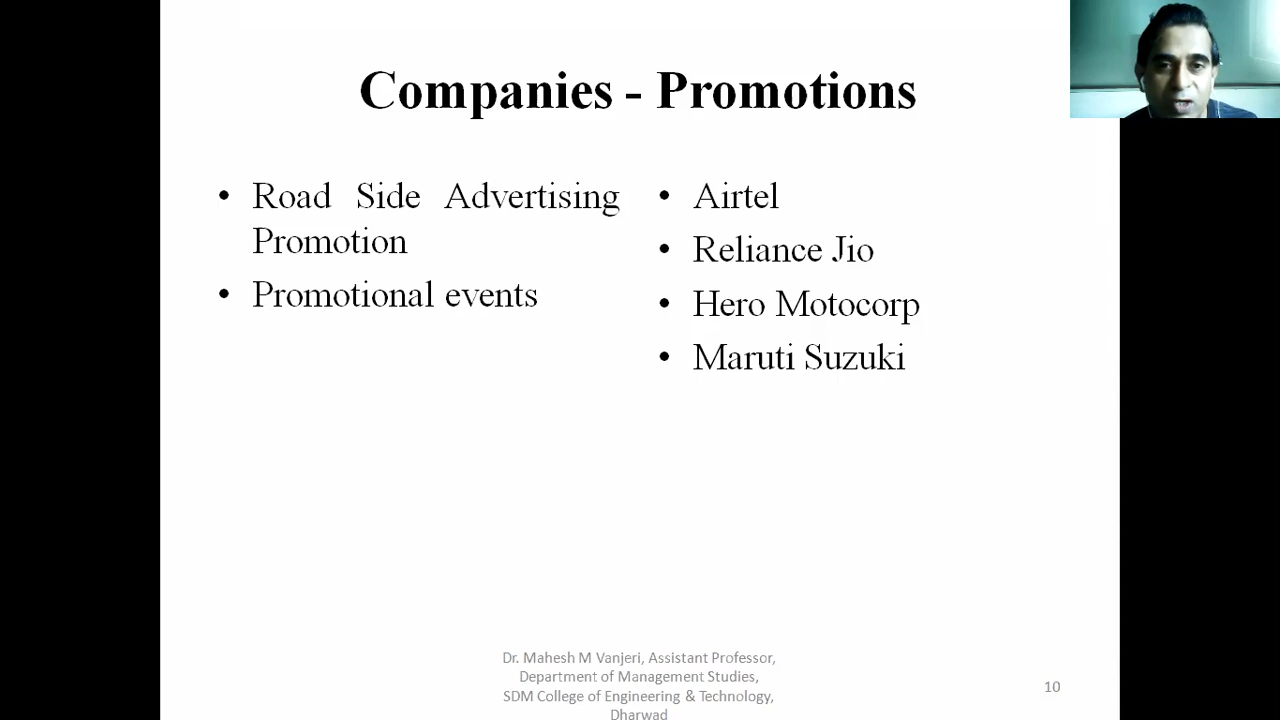 Companies - Promotions
• Road Side Advertising
Promotion
• Promotional events
• Airtel
• Reliance Jio
• Hero Motocorp
• Maruti Suzuki
Dr. Mahesh M Vanjeri, Assistant Professor,
Department of Management Studies,
SDM College of Engineering & Technology,
Dharwad
10